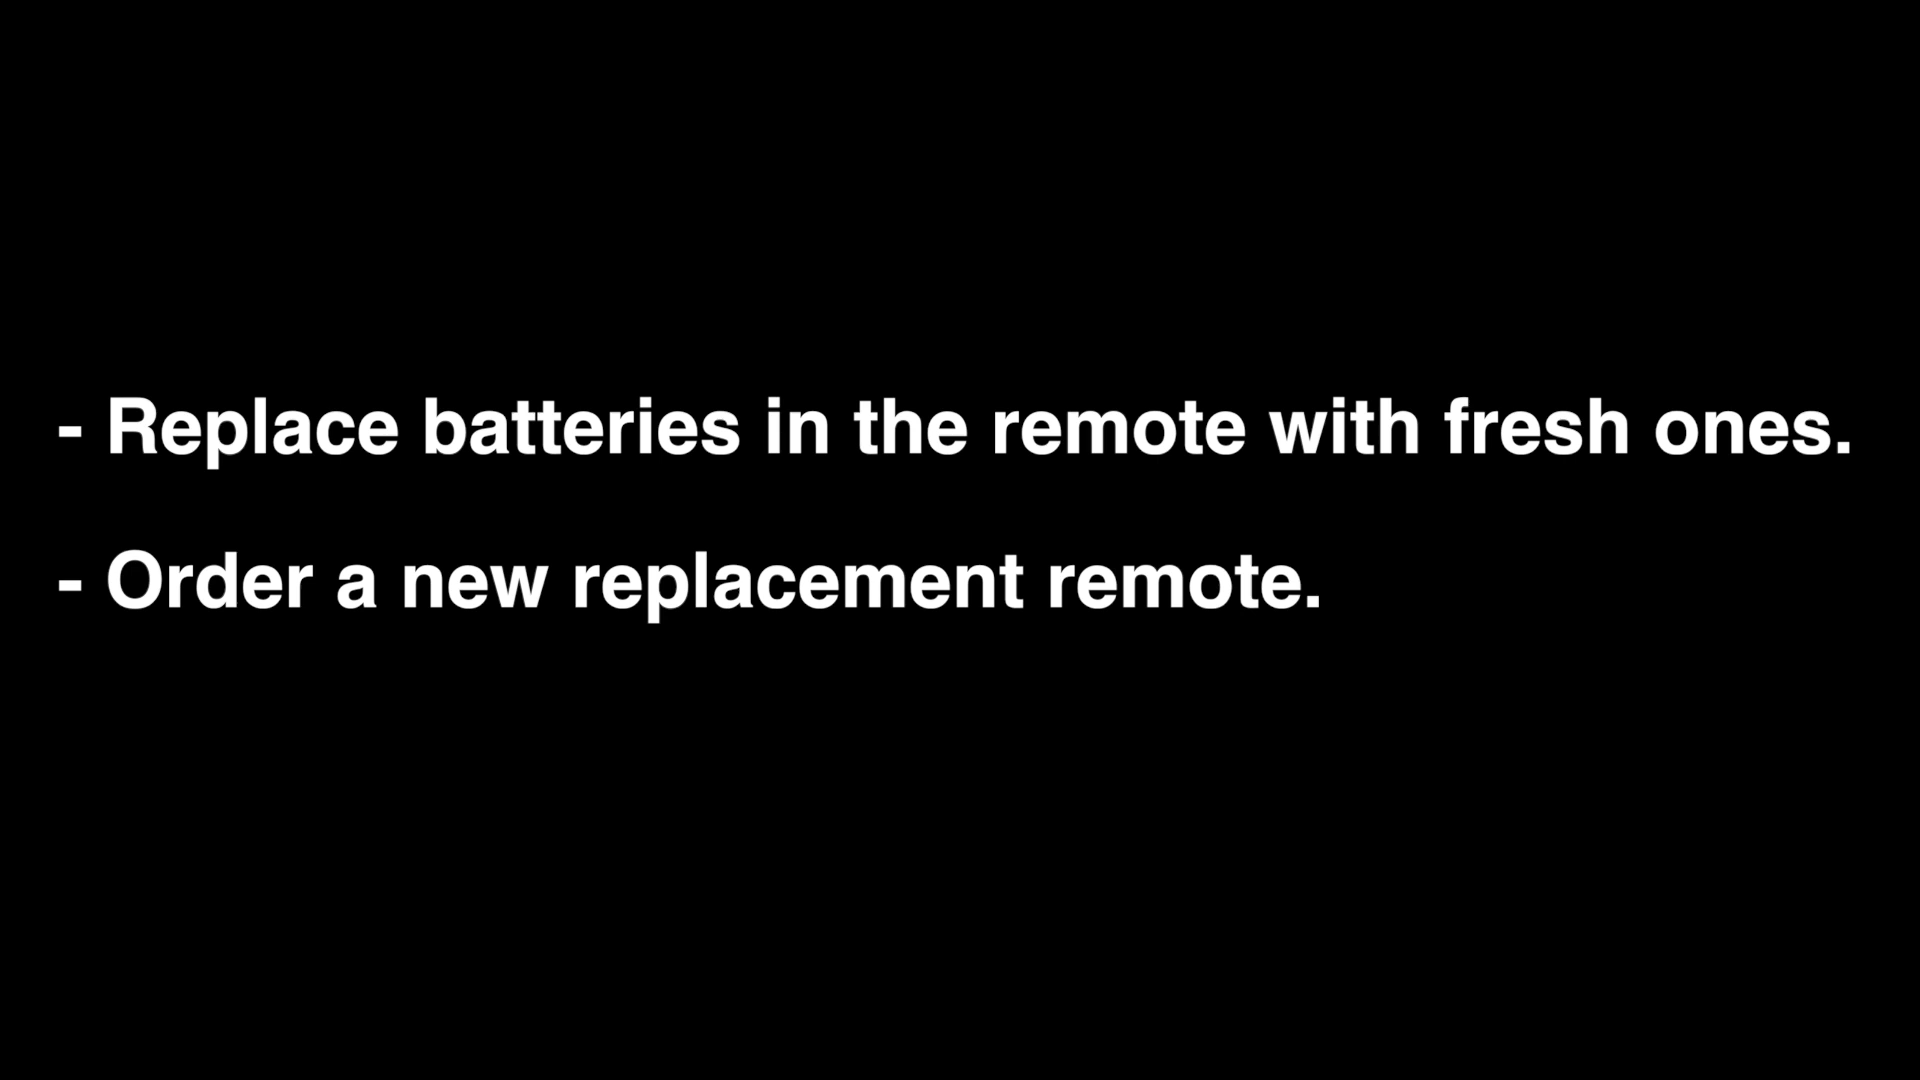 - Replace batteries in the remote with fresh ones.
- Order a new replacement remote.